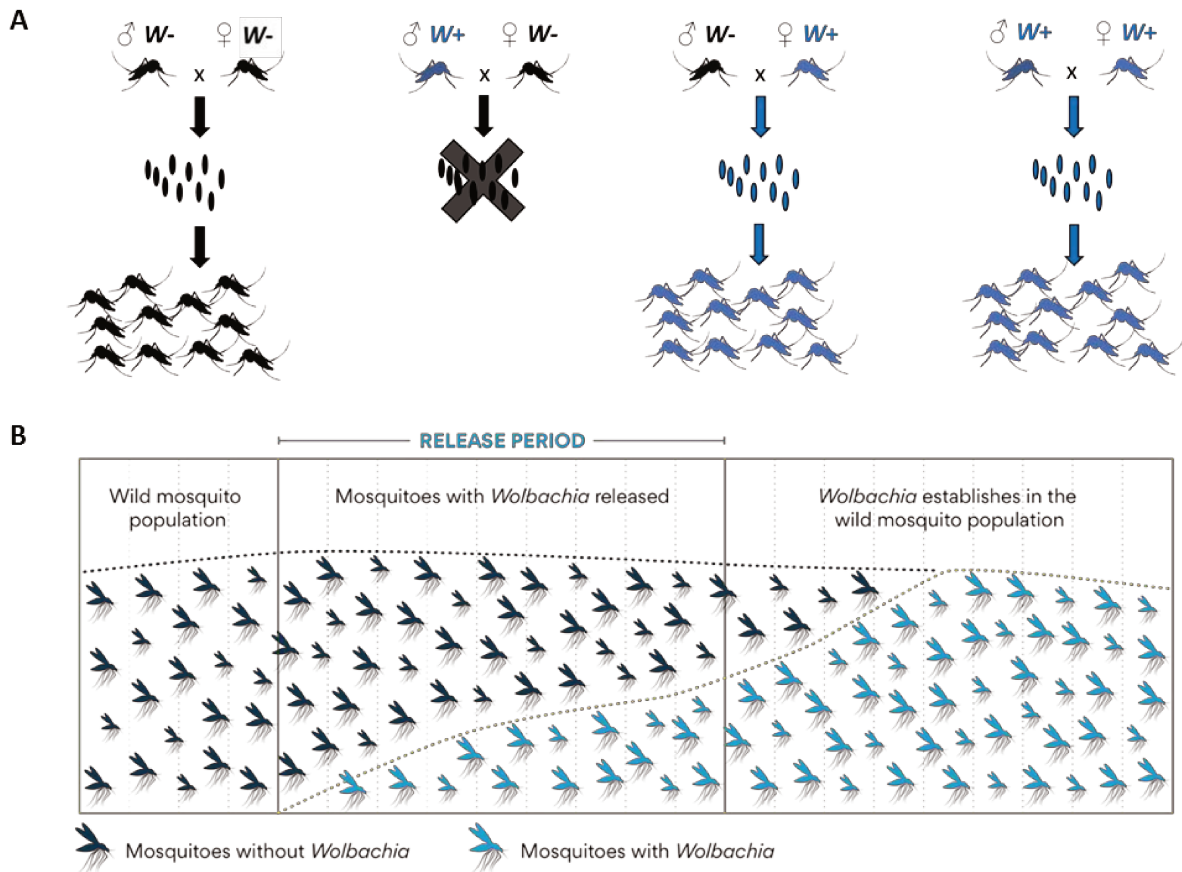 A
♂ W- ♀ W-
x
♂ W+ ♀ W-
x
♂ W- ♀ W+
x
♂ W+ ♀ W+
x
B
RELEASE PERIOD
Wild mosquito
population
Mosquitoes with Wolbachia released
Wolbachia establishes in the
wild mosquito population
Mosquitoes without Wolbachia
Mosquitoes with Wolbachia